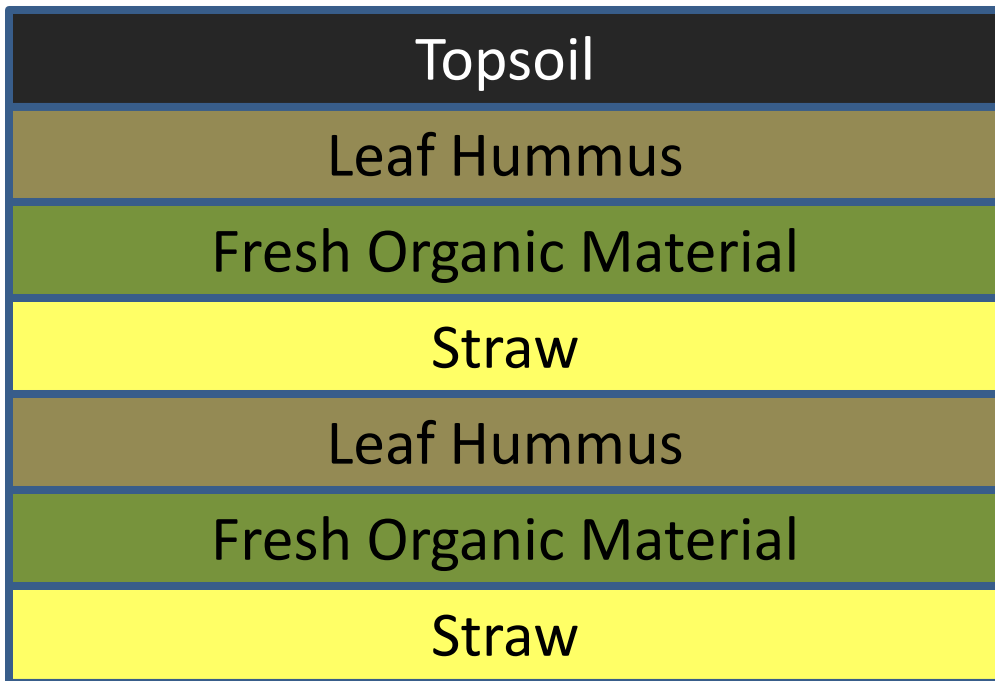 Topsoil
Leaf Hummus
Fresh Organic Material
Straw
Leaf Hummus
Fresh Organic Material
Straw